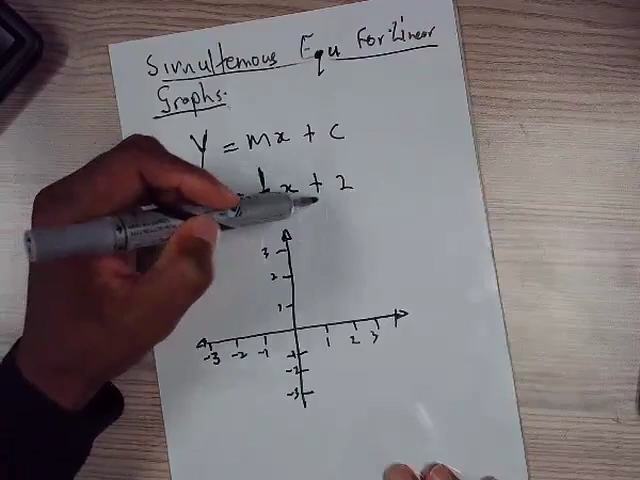 Simultemous Equ For Linear
Graphs.
Y = mx + c
1 x + 2
3
2
1
-3 -2 -1 1 2 3
-1
-2
-3